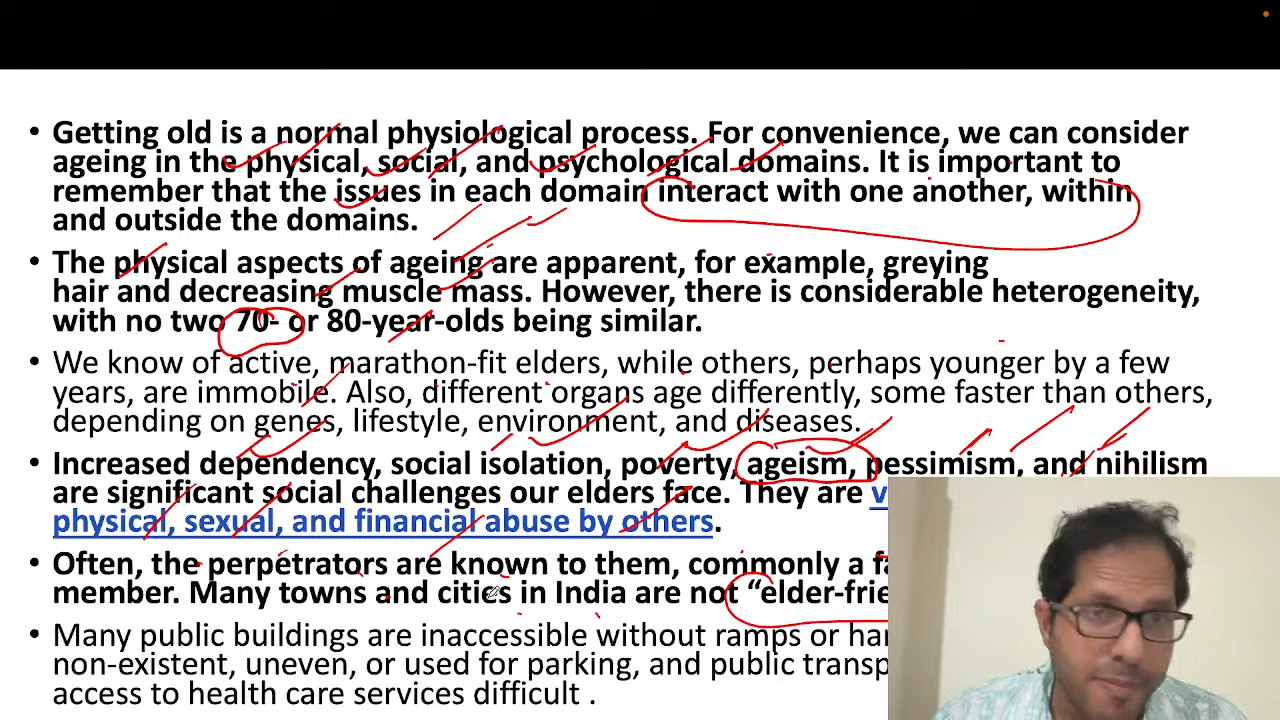 • Getting old is a normal physiological process. For convenience, we can consider
ageing in the physical, social, and psychological domains. It is important to
remember that the issues in each domain interact with one another, within
and outside the domains.
• The physical aspects of ageing are apparent, for example, greying
hair and decreasing muscle mass. However, there is considerable heterogeneity,
with no two 70- or 80-year-olds being similar.
• We know of active, marathon-fit elders, while others, perhaps younger by a few
years, are immobile. Also, different organs age differently, some faster than others,
depending on genes, lifestyle, environment, and diseases.
• Increased dependency, social isolation, poverty, ageism, pessimism, and nihilism
are significant social challenges our elders face. They are
physical, sexual, and financial abuse by others.
• Often, the perpetrators are known to them, commonly a
member. Many towns and cities in India are not
• Many public buildings are inaccessible without ramps or
non-existent, uneven, or used for parking, and public
access to health care services difficult .